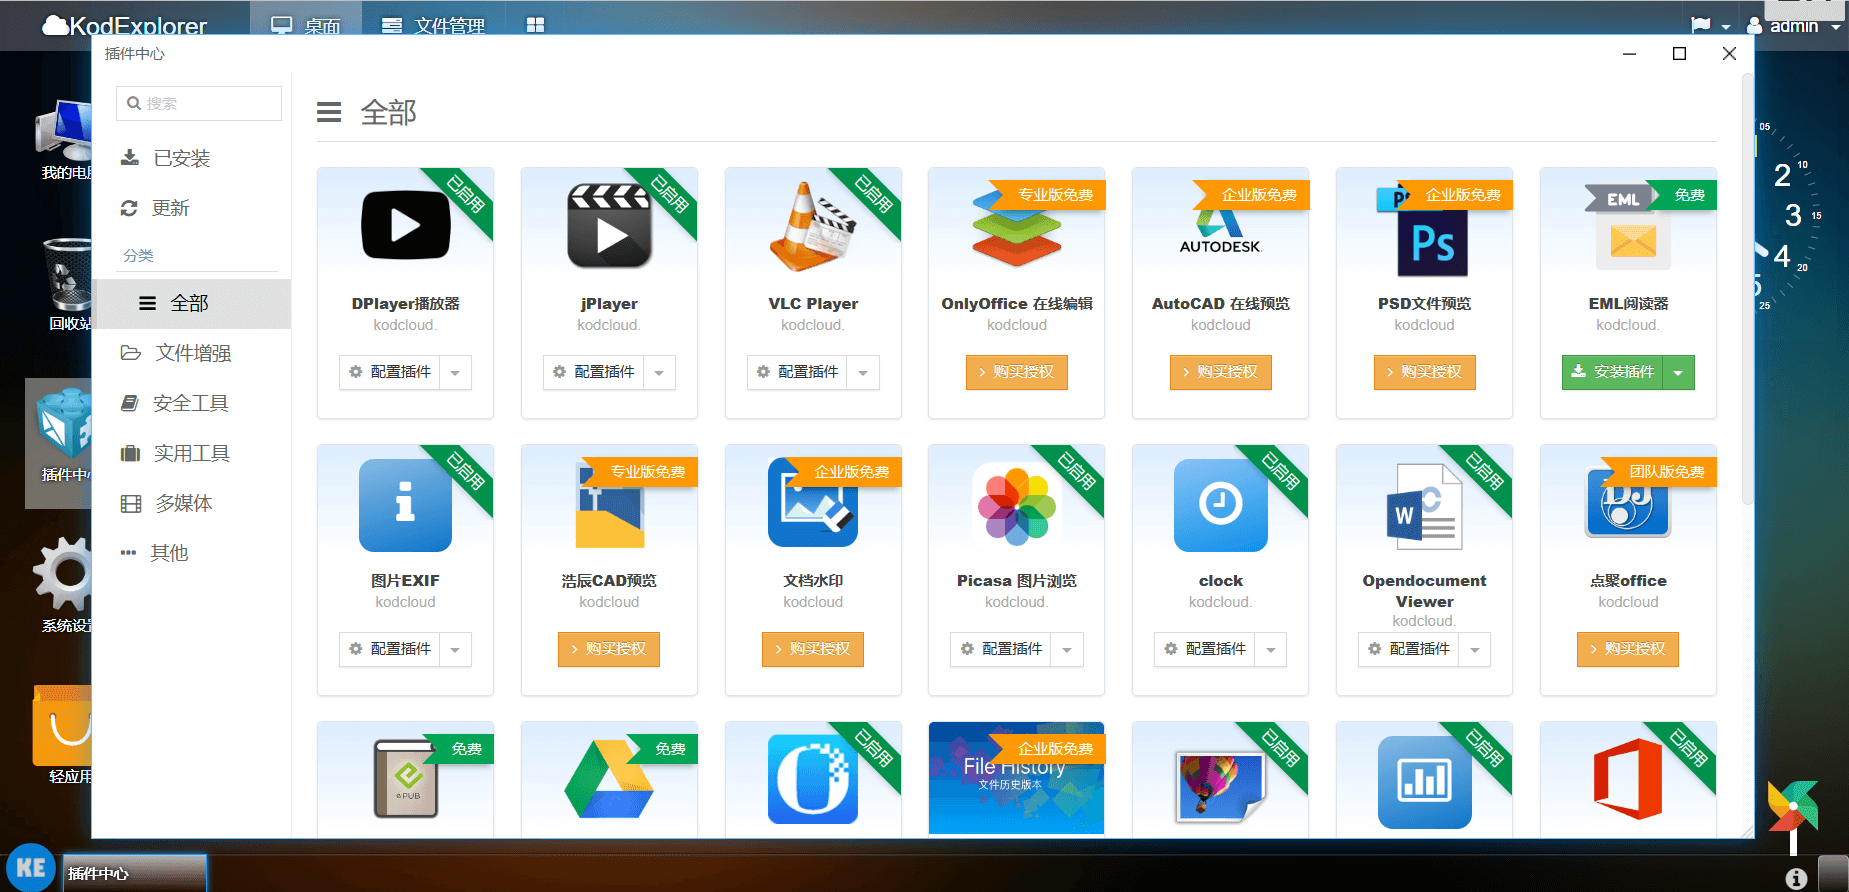 KodExplorer
桌面
文件管理
admin
插件中心
搜索
已安装
更新
分类
全部
文件增强
安全工具
实用工具
多媒体
其他
全部
已启用
DPlayer播放器
kodcloud.
配置插件
已启用
jPlayer
kodcloud.
配置插件
已启用
VLC Player
kodcloud.
配置插件
专业版免费
OnlyOffice 在线编辑
kodcloud
购买授权
企业版免费
AUTODESK.
AutoCAD 在线预览
kodcloud
购买授权
企业版免费
Ps
PSD文件预览
kodcloud
购买授权
EML
免费
EML阅读器
kodcloud.
安装插件
已启用
图片EXIF
kodcloud
配置插件
专业版免费
浩辰CAD预览
kodcloud
购买授权
企业版免费
文档水印
kodcloud
购买授权
已启用
Picasa 图片浏览
kodcloud.
配置插件
已启用
clock
kodcloud.
配置插件
已启用
W
Opendocument
Viewer
kodcloud.
配置插件
团队版免费
DJ
点聚office
kodcloud
购买授权
免费
ePUB
免费
已启用
企业版免费
File History
文件历史版本
已启用
已启用
已启用
我的电
回收站
插件中
系统设
轻应用
05
2
10
3
15
4
20
25
KE
插件中心